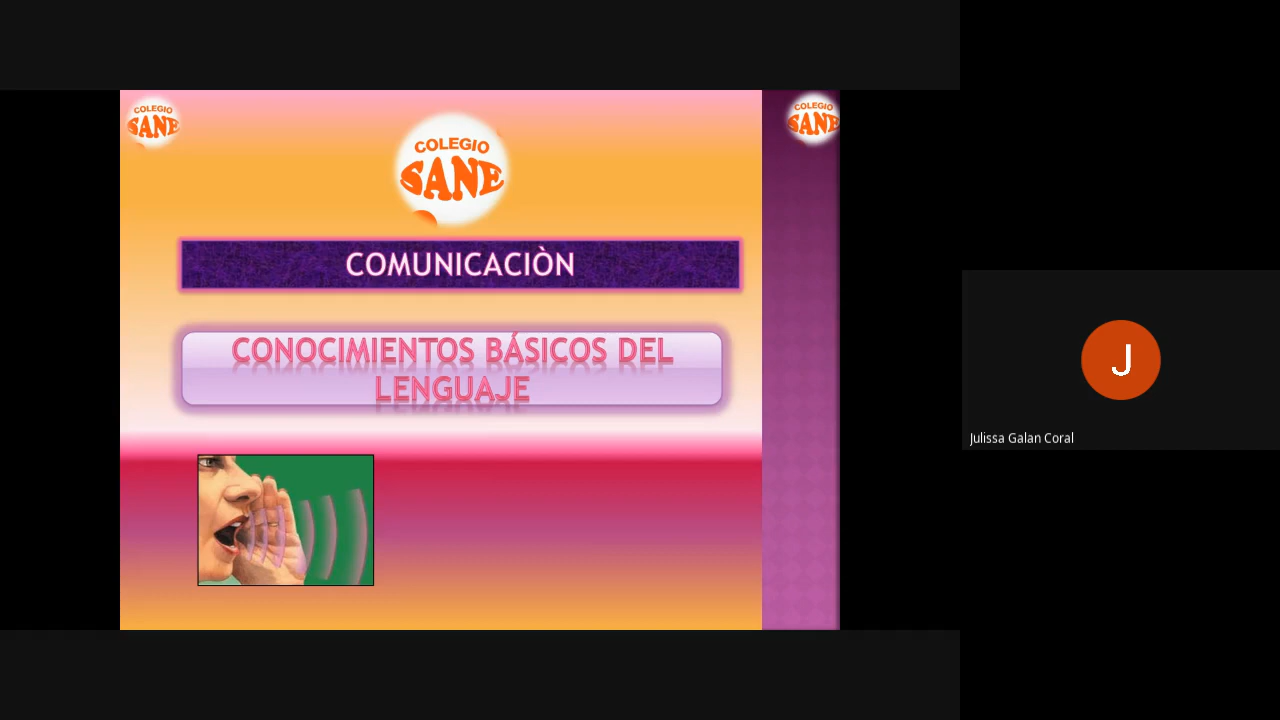 COLEGIO
SANE
COLEGIO
SANE
COLEGIO
SANE
COMUNICACIÒN
CONOCIMIENTOS BÁSICOS DEL
LENGUAJE
J
Julissa Galan Coral